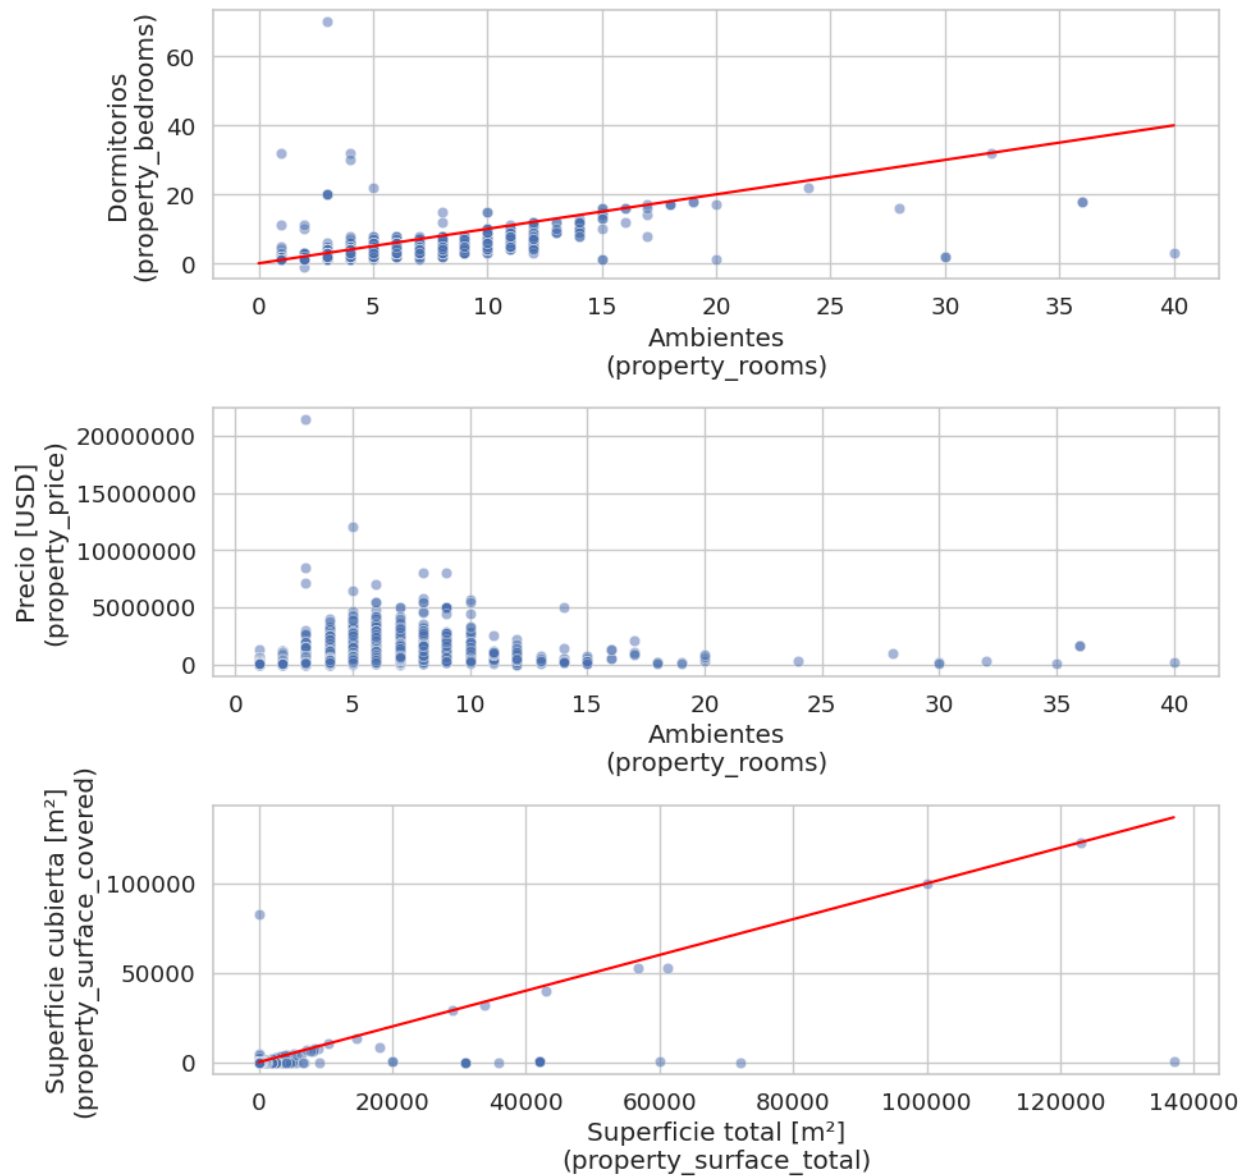 Dormitorios
(property_bedrooms)
60
40
20
0
0 5 10 15 20 25 30 35 40
Ambientes
(property_rooms)
Precio [USD]
(property_price)
20000000
15000000
10000000
5000000
0
0 5 10 15 20 25 30 35 40
Ambientes
(property_rooms)
Superficie cubierta [m²]
(property_surface_covered)
100000
50000
0
0 20000 40000 60000 80000 100000 120000 140000
Superficie total [m²]
(property_surface_total)